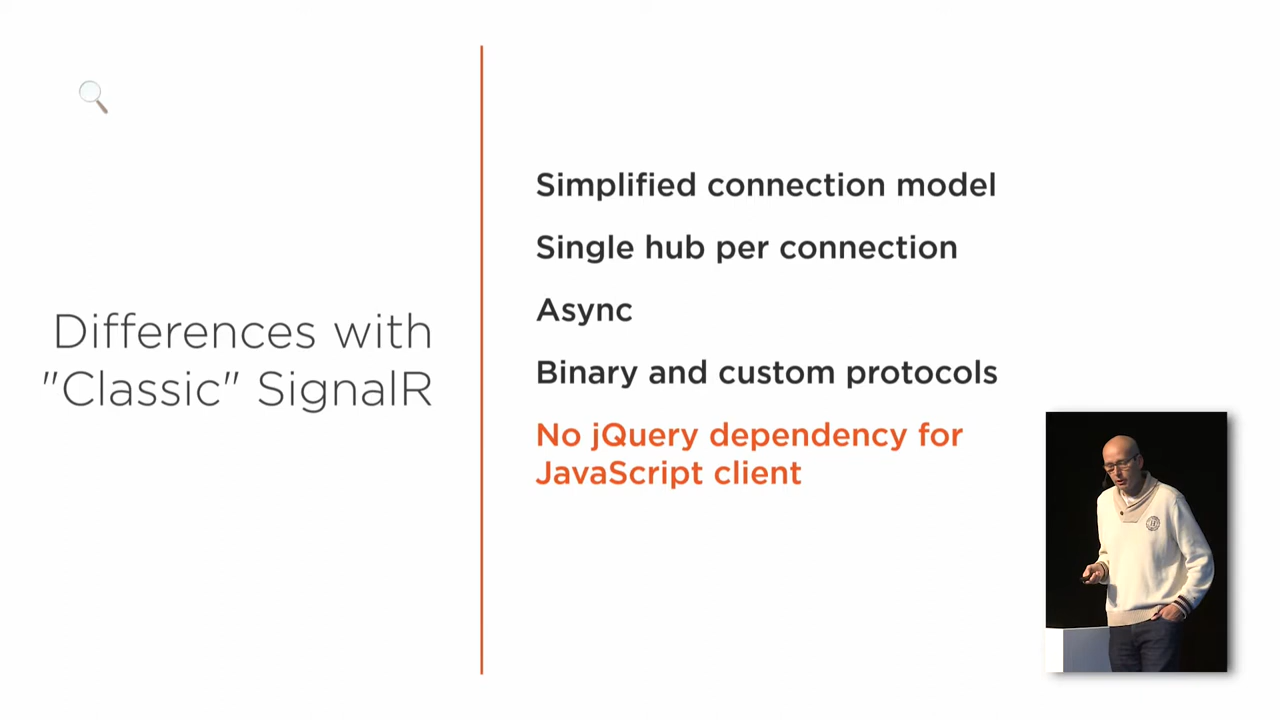 Differences with
"Classic" SignalR
Simplified connection model
Single hub per connection
Async
Binary and custom protocols
No jQuery dependency for
JavaScript client